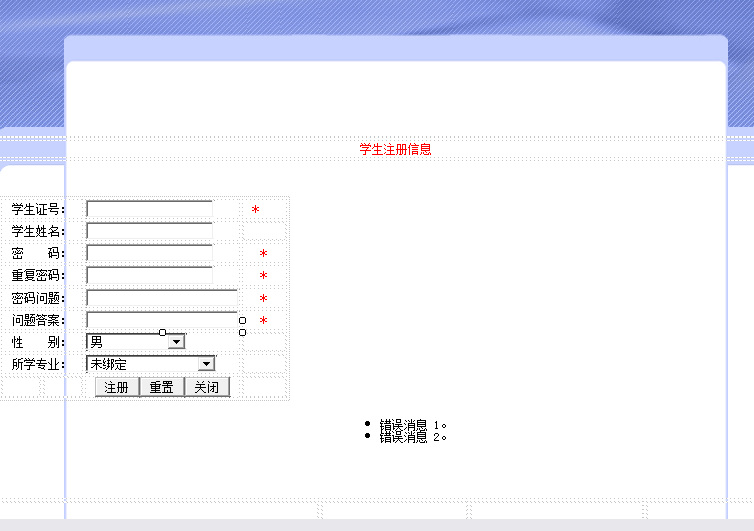 学生注册信息
学生证号: *
学生姓名:
密　　码: *
重复密码: *
密码问题: *
问题答案: *
性　　别: 男
所学专业: 未绑定
注册 重置 关闭
• 错误消息 1。
• 错误消息 2。